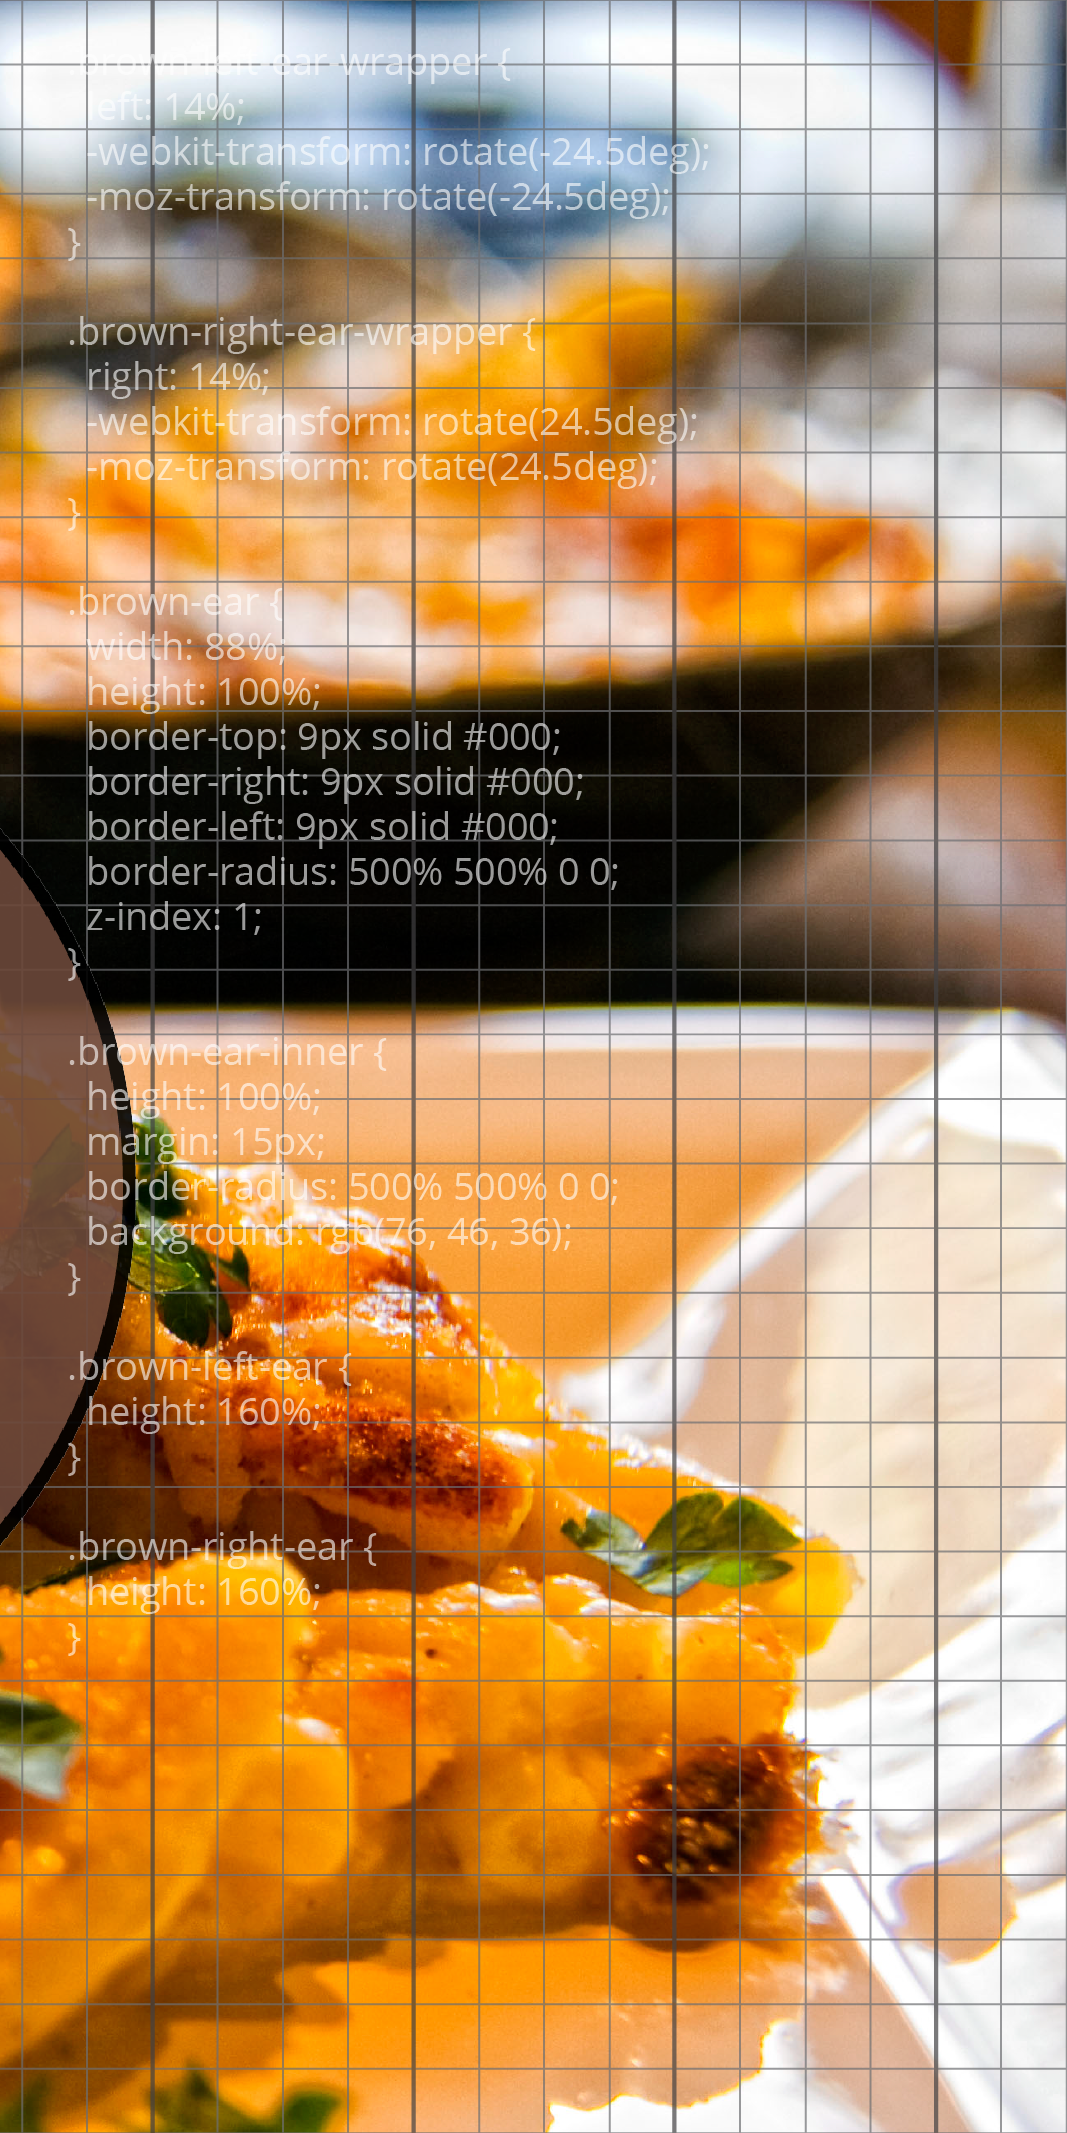 .brown-left-ear-wrapper {
left: 14%;
-webkit-transform: rotate(-24.5deg);
-moz-transform: rotate(-24.5deg);
}
.brown-right-ear-wrapper {
right: 14%;
-webkit-transform: rotate(24.5deg);
-moz-transform: rotate(24.5deg);
}
.brown-ear {
width: 88%;
height: 100%;
border-top: 9px solid #000;
border-right: 9px solid #000;
border-left: 9px solid #000;
border-radius: 500% 500% 0 0;
z-index: 1;
}
.brown-ear-inner {
height: 100%;
margin: 15px;
border-radius: 500% 500% 0 0;
background: rgb(76, 46, 36);
}
.brown-left-ear {
height: 160%;
}
.brown-right-ear {
height: 160%;
}